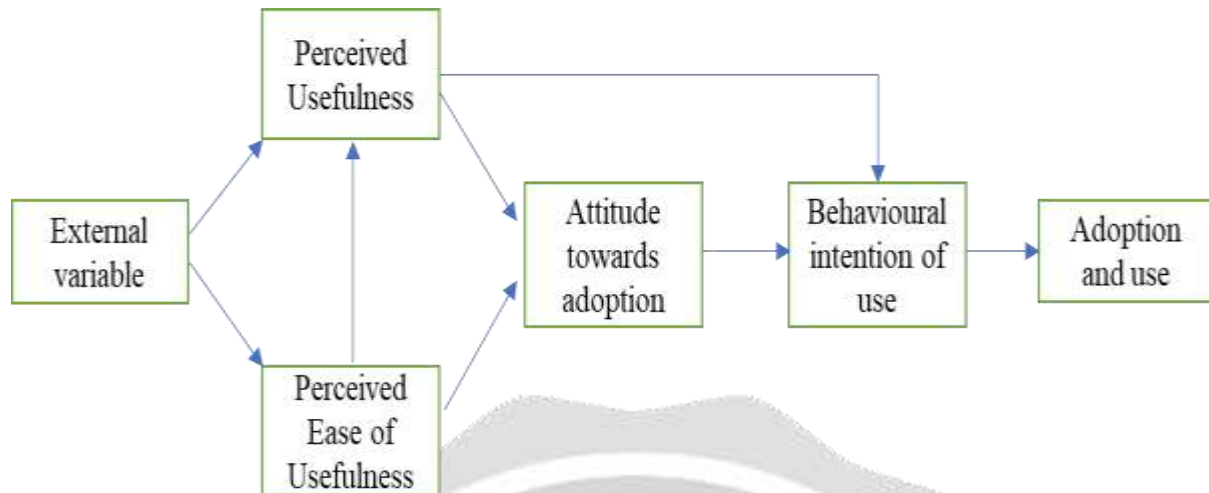 Perceived
Usefulness
External
variable
Attitude
towards
adoption
Behavioural
intention of
use
Adoption
and use
Perceived
Ease of
Usefulness